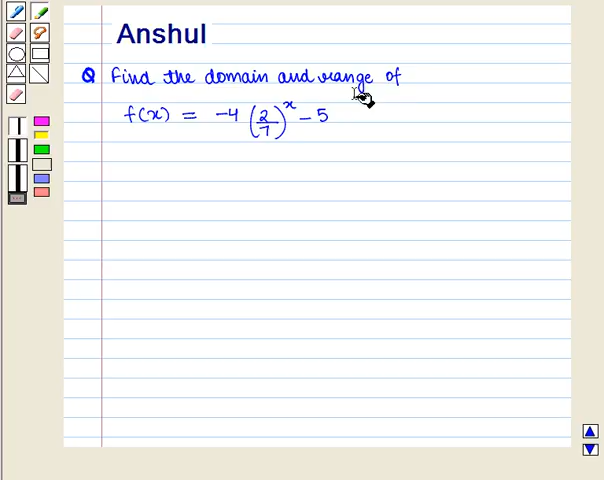 Anshul
Q Find the domain and range of
f(x) = -4 (2/7)^x - 5